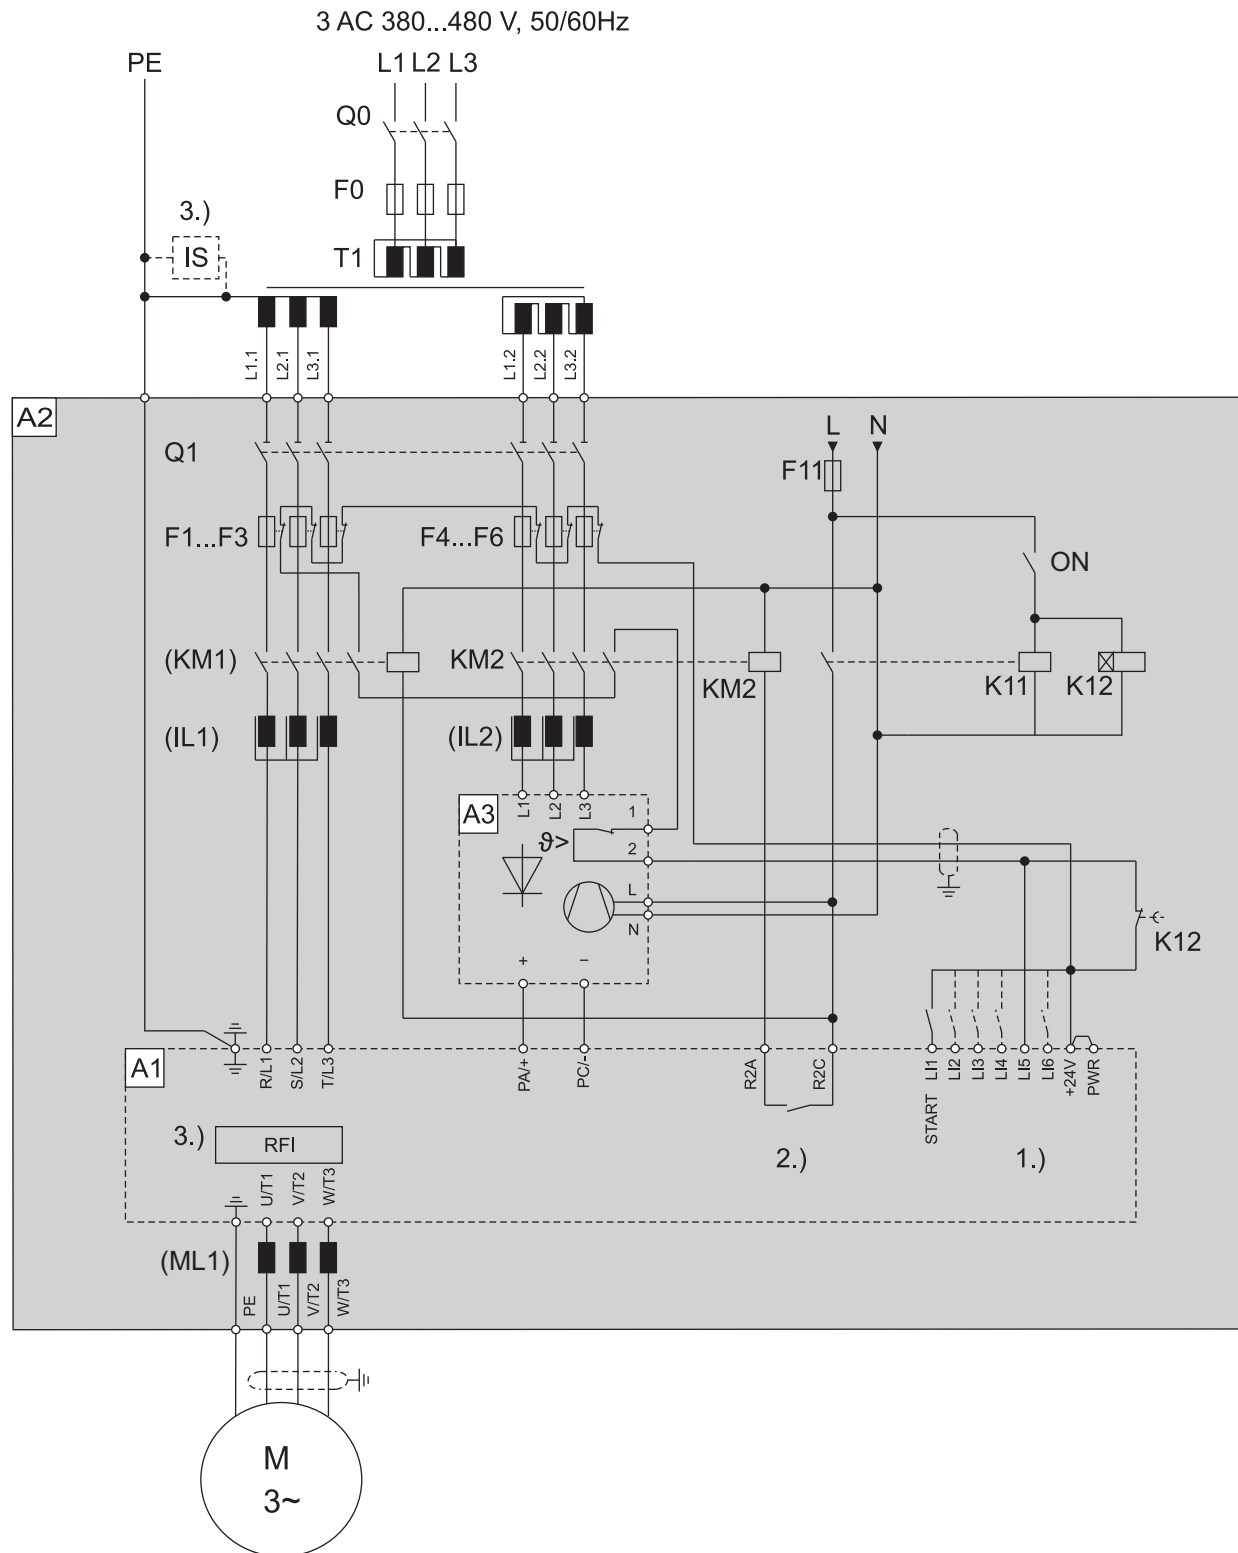 3 AC 380...480 V, 50/60Hz
PE
L1 L2 L3
Q0
F0
3.)
IS
T1
L1.1
L2.1
L3.1
L1.2
L2.2
L3.2
A2
Q1
L N
F11
F1...F3
F4...F6
ON
(KM1)
KM2
KM2
K11
K12
(IL1)
(IL2)
A3
L1
L2
L3
1
ϑ>
2
L
N
K12
+ −
A1
R/L1
S/L2
T/L3
PA/+
PC/-
R2A
R2C
START LI1
LI2
LI3
LI4
LI5
LI6
+24V
PWR
3.)
RFI
2.)
1.)
U/T1
V/T2
W/T3
(ML1)
PE
U/T1
V/T2
W/T3
M
3~